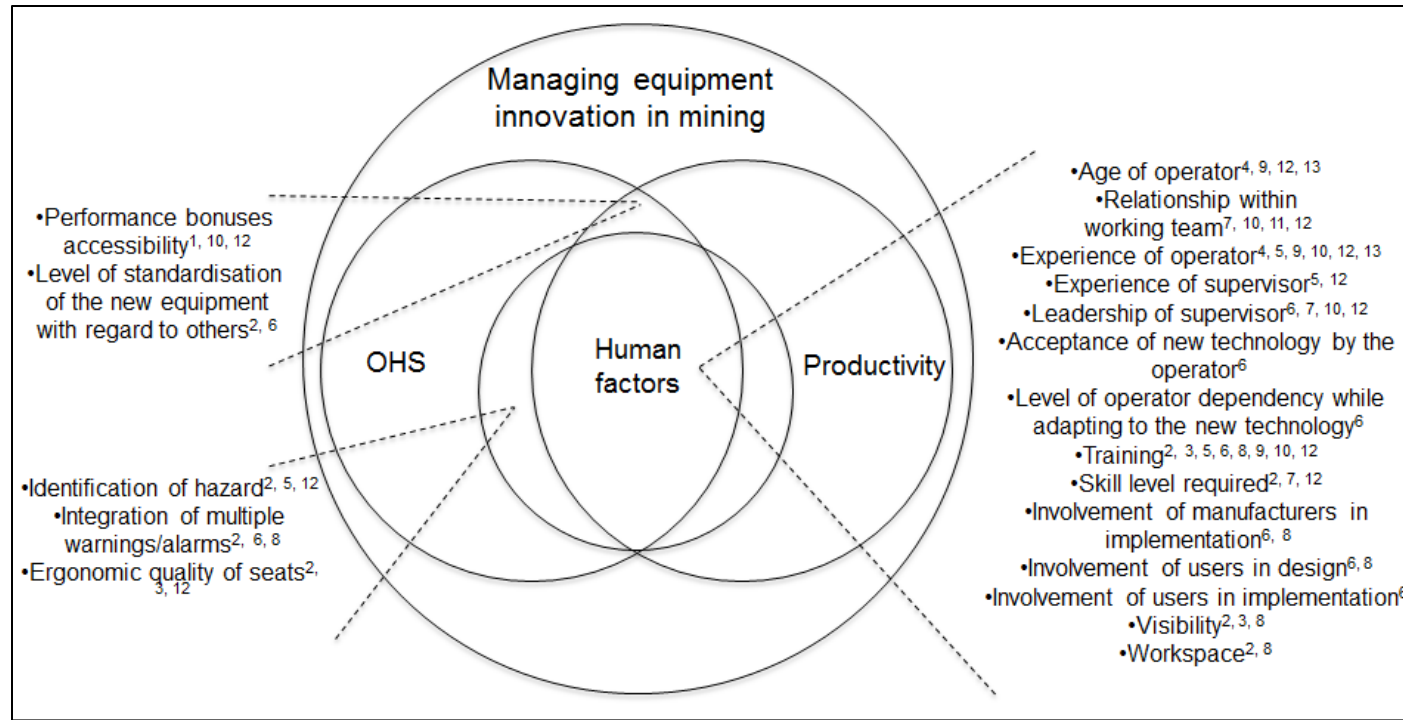 Managing equipment
innovation in mining
•Performance bonuses
accessibility1, 10, 12
•Level of standardisation
of the new equipment
with regard to others2, 6
OHS
Human
factors
Productivity
•Identification of hazard2, 5, 12
•Integration of multiple
warnings/alarms2, 6, 8
•Ergonomic quality of seats2,
3, 12
•Age of operator4, 9, 12, 13
•Relationship within
working team7, 10, 11, 12
•Experience of operator4, 5, 9, 10, 12, 13
•Experience of supervisor5, 12
•Leadership of supervisor6, 7, 10, 12
•Acceptance of new technology by the
operator6
•Level of operator dependency while
adapting to the new technology6
•Training2, 3, 5, 6, 8, 9, 10, 12
•Skill level required2, 7, 12
•Involvement of manufacturers in
implementation6, 8
•Involvement of users in design6, 8
•Involvement of users in implementation6
•Visibility2, 3, 8
•Workspace2, 8